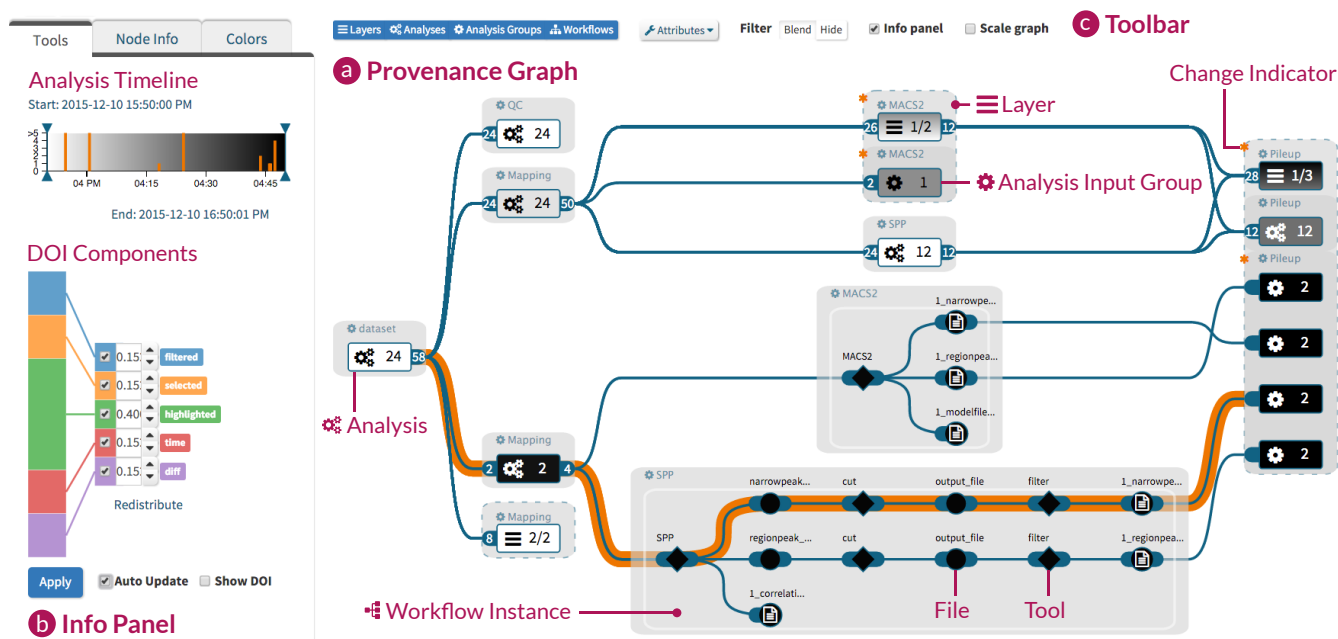 Tools
Node Info
Colors
Layers
Analyses
Analysis Groups
Workflows
Attributes
Filter
Blend
Hide
Info panel
Scale graph
c Toolbar
Analysis Timeline
Start: 2015-12-10 15:50:00 PM
>5
4
3
2
1
0
04 PM
04:15
04:30
04:45
End: 2015-12-10 16:50:01 PM
DOI Components
0.15
filtered
0.15
selected
0.40
highlighted
0.15
time
0.15
diff
Redistribute
Apply
Auto Update
Show DOI
b Info Panel
a Provenance Graph
Change Indicator
QC
24 24
Mapping
24 24 50
MACS2
26 1/2 12
Layer
MACS2
2 1
Analysis Input Group
SPP
24 12 12
Pileup
28 1/3
Pileup
12 12
Pileup
2
2
2
2
dataset
24 58
Analysis
MACS2
MACS2
1_narrowpe...
1_regionpea...
1_modelfile...
Mapping
2 2 4
Mapping
8 2/2
SPP
SPP
narrowpeak...
cut
output_file
filter
1_narrowpe...
regionpeak_...
cut
output_file
filter
1_regionpea...
1_correlati...
Workflow Instance
File
Tool